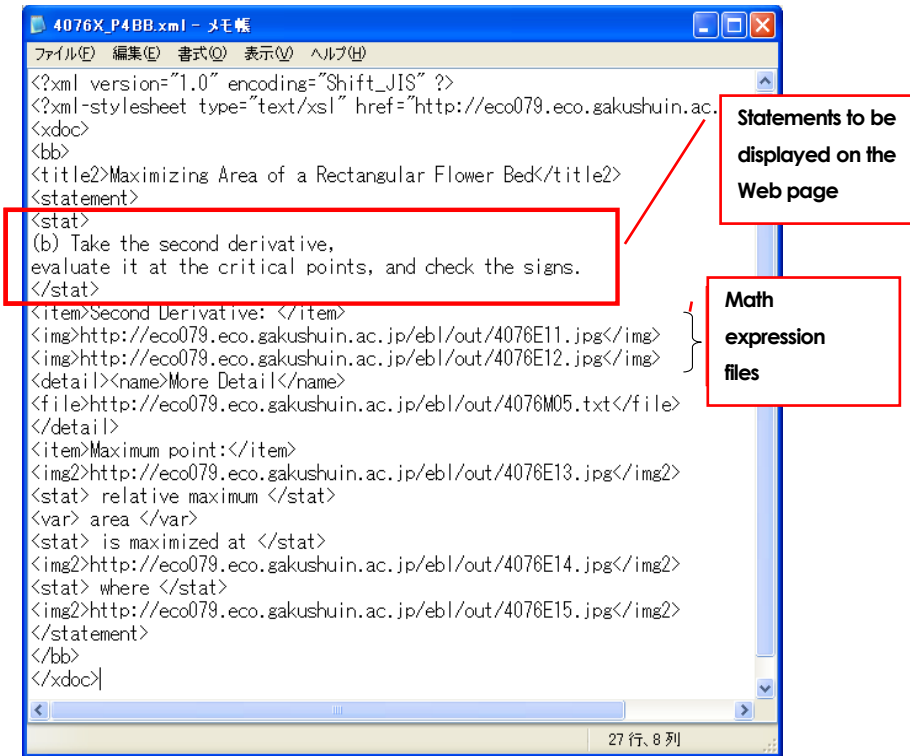 4076X_P4BB.xml - メモ帳
ファイル(F) 編集(E) 書式(O) 表示(V) ヘルプ(H)
<?xml version="1.0" encoding="Shift_JIS" ?>
<?xml-stylesheet type="text/xsl" href="http://eco079.eco.gakushuin.ac.
<xdoc>
<bb>
<title2>Maximizing Area of a Rectangular Flower Bed</title2>
<statement>
<stat>
(b) Take the second derivative,
evaluate it at the critical points, and check the signs.
</stat>
<item>Second Derivative: </item>
<img>http://eco079.eco.gakushuin.ac.jp/ebl/out/4076E11.jpg</img>
<img>http://eco079.eco.gakushuin.ac.jp/ebl/out/4076E12.jpg</img>
<detail><name>More Detail</name>
<file>http://eco079.eco.gakushuin.ac.jp/ebl/out/4076M05.txt</file>
</detail>
<item>Maximum point:</item>
<img2>http://eco079.eco.gakushuin.ac.jp/ebl/out/4076E13.jpg</img2>
<stat> relative maximum </stat>
<var> area </var>
<stat> is maximized at </stat>
<img2>http://eco079.eco.gakushuin.ac.jp/ebl/out/4076E14.jpg</img2>
<stat> where </stat>
<img2>http://eco079.eco.gakushuin.ac.jp/ebl/out/4076E15.jpg</img2>
</statement>
</bb>
</xdoc>
27 行、8 列
Statements to be
displayed on the
Web page
Math
expression
files